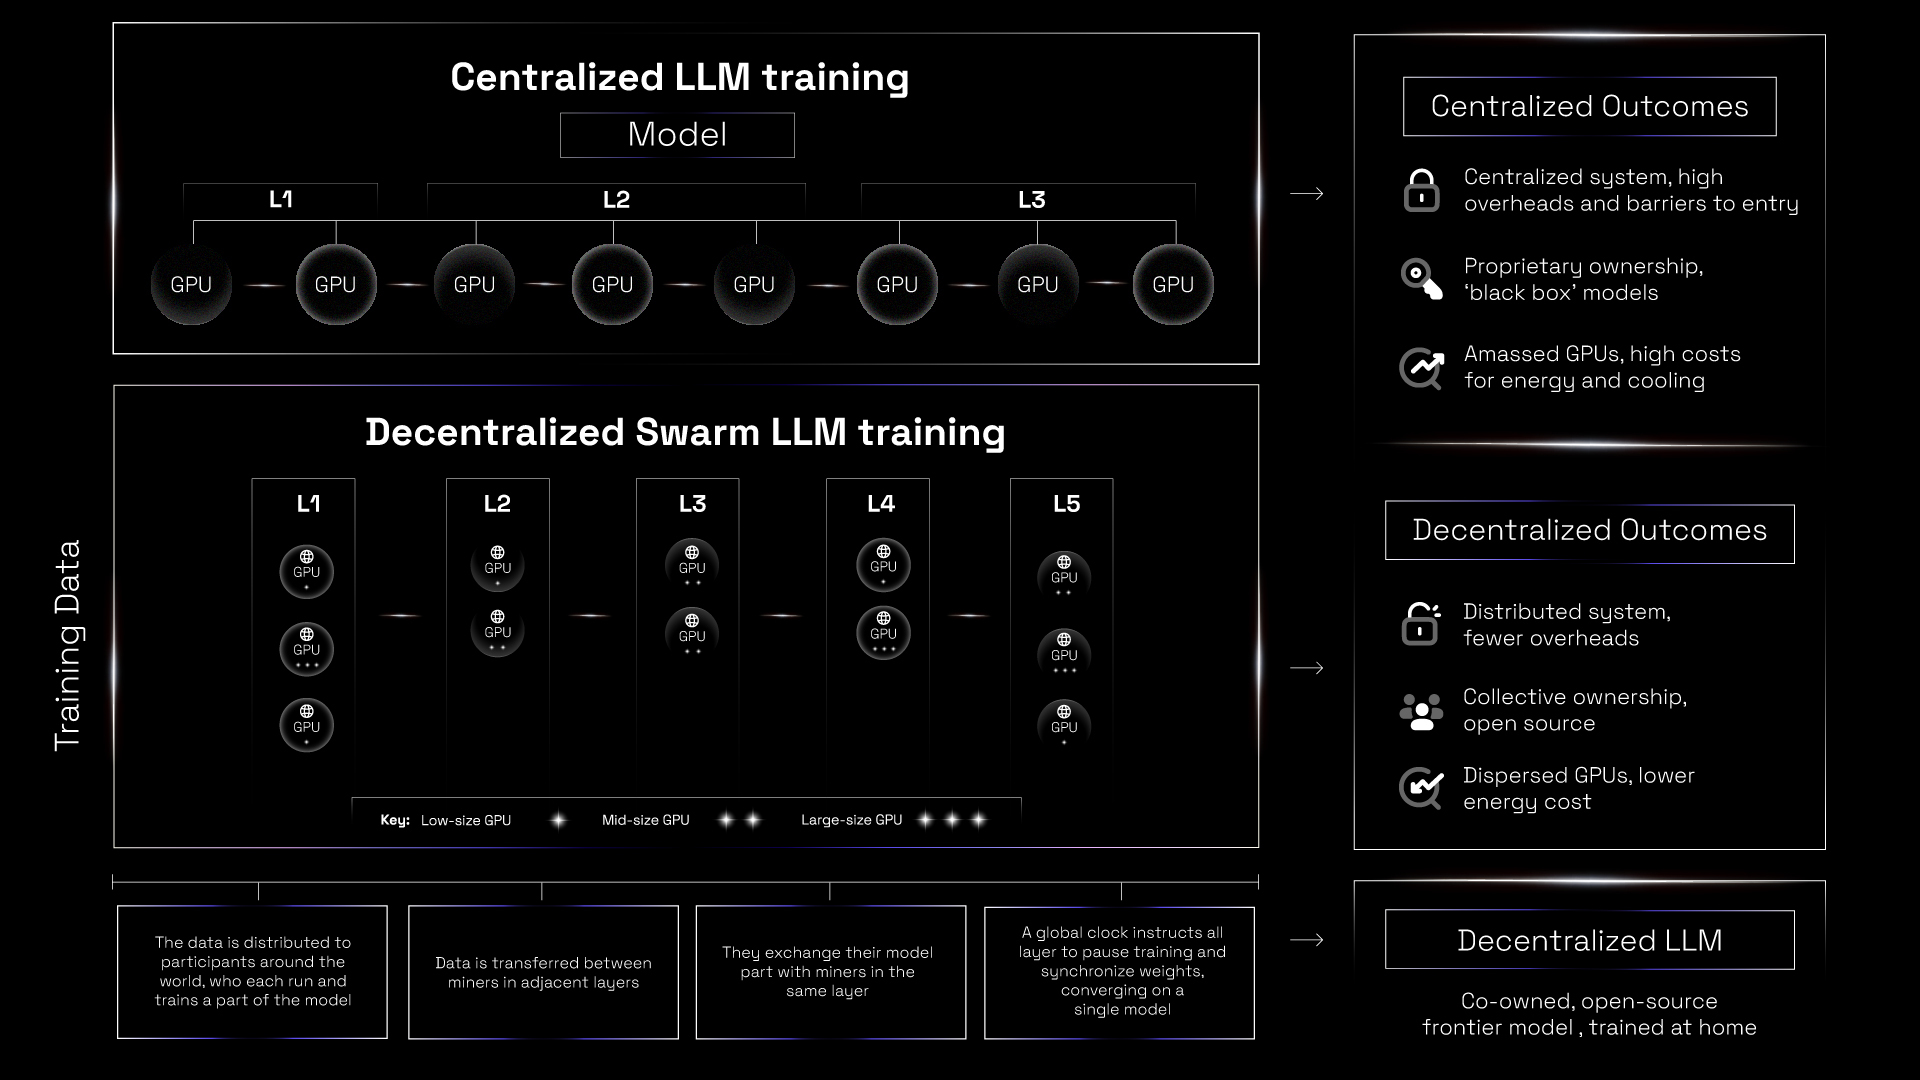 Centralized LLM training
Model
L1
L2
L3
GPU
GPU
GPU
GPU
GPU
GPU
GPU
GPU
Centralized Outcomes
Centralized system, high
overheads and barriers to entry
Proprietary ownership,
‘black box’ models
Amassed GPUs, high costs
for energy and cooling
Training Data
Decentralized Swarm LLM training
L1
GPU
GPU
GPU
L2
GPU
GPU
L3
GPU
GPU
L4
GPU
GPU
L5
GPU
GPU
GPU
Key: Low-size GPU
Mid-size GPU
Large-size GPU
Decentralized Outcomes
Distributed system,
fewer overheads
Collective ownership,
open source
Dispersed GPUs, lower
energy cost
The data is distributed to
participants around the
world, who each run and
trains a part of the model
Data is transferred between
miners in adjacent layers
They exchange their model
part with miners in the
same layer
A global clock instructs all
layer to pause training and
synchronize weights,
converging on a
single model
Decentralized LLM
Co-owned, open-source
frontier model , trained at home